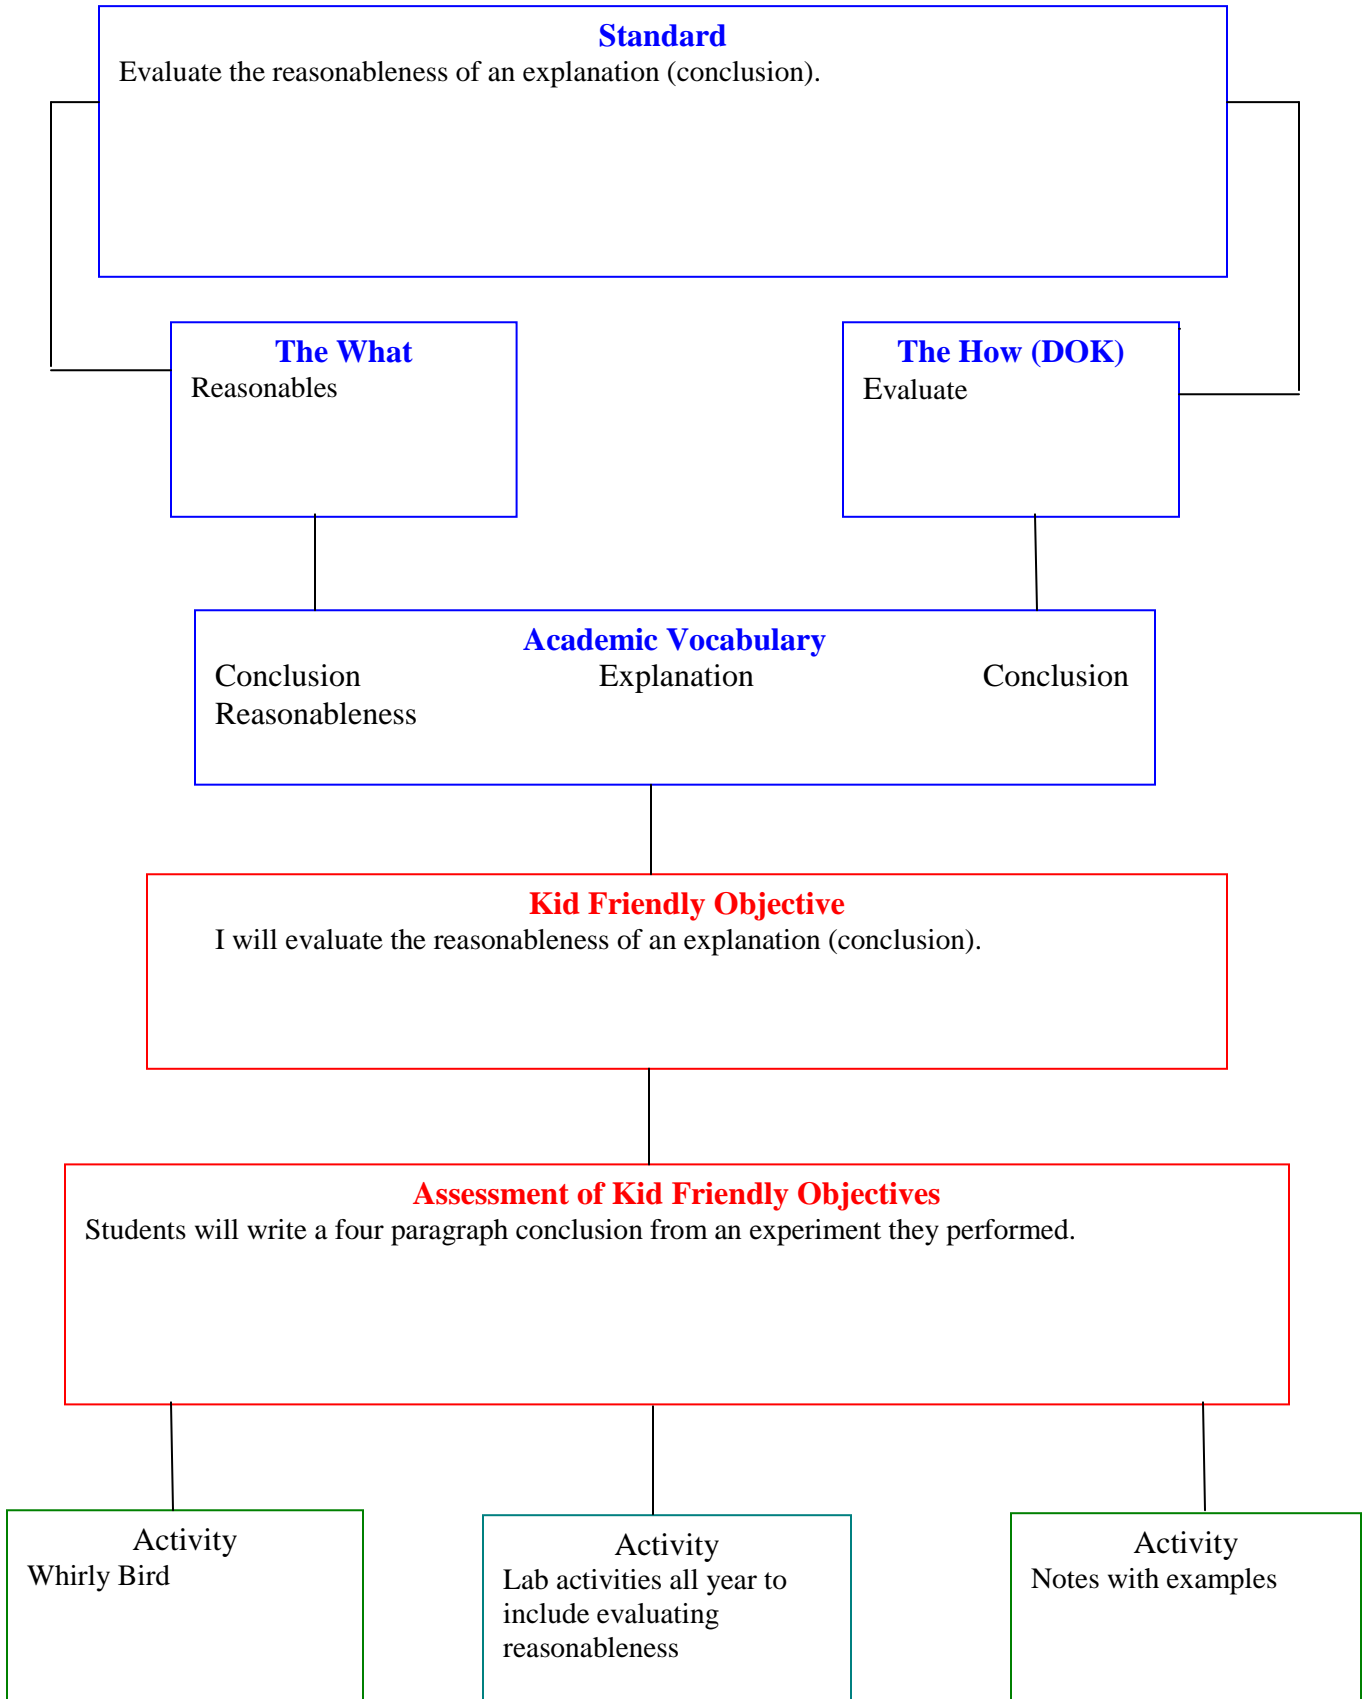 Standard
Evaluate the reasonableness of an explanation (conclusion).
The What
Reasonables
The How (DOK)
Evaluate
Academic Vocabulary
Conclusion Explanation Conclusion
Reasonableness
Kid Friendly Objective
I will evaluate the reasonableness of an explanation (conclusion).
Assessment of Kid Friendly Objectives
Students will write a four paragraph conclusion from an experiment they performed.
Activity
Whirly Bird
Activity
Lab activities all year to
include evaluating
reasonableness
Activity
Notes with examples